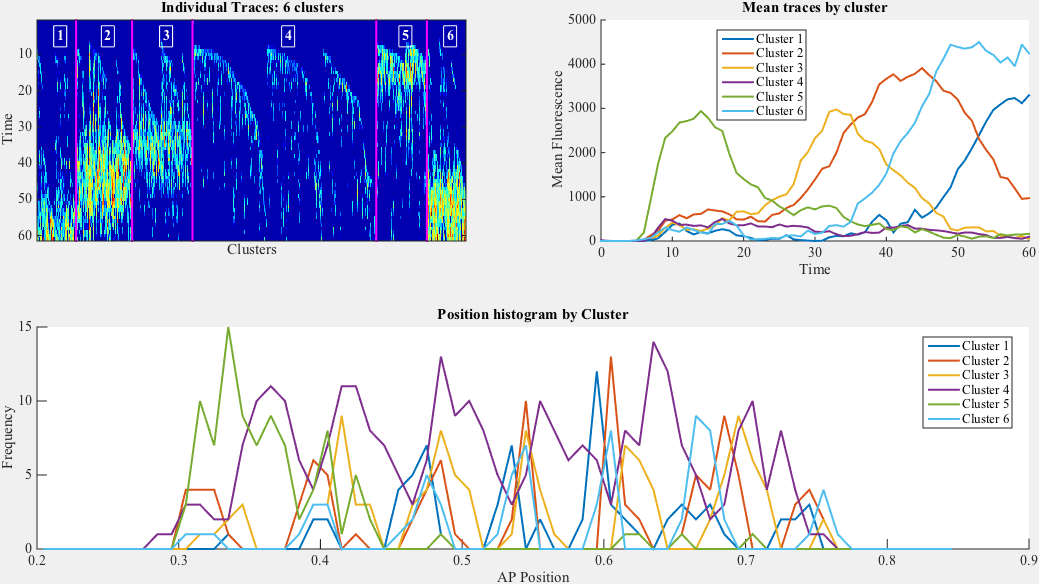 Individual Traces: 6 clusters
1 2 3 4 5 6
10
20
30
40
50
60
Time
Clusters
Mean traces by cluster
5000
4000
3000
2000
1000
0
Mean Fluorescence
Cluster 1
Cluster 2
Cluster 3
Cluster 4
Cluster 5
Cluster 6
0 10 20 30 40 50 60
Time
Position histogram by Cluster
15
10
5
0
Frequency
Cluster 1
Cluster 2
Cluster 3
Cluster 4
Cluster 5
Cluster 6
0.2 0.3 0.4 0.5 0.6 0.7 0.8 0.9
AP Position